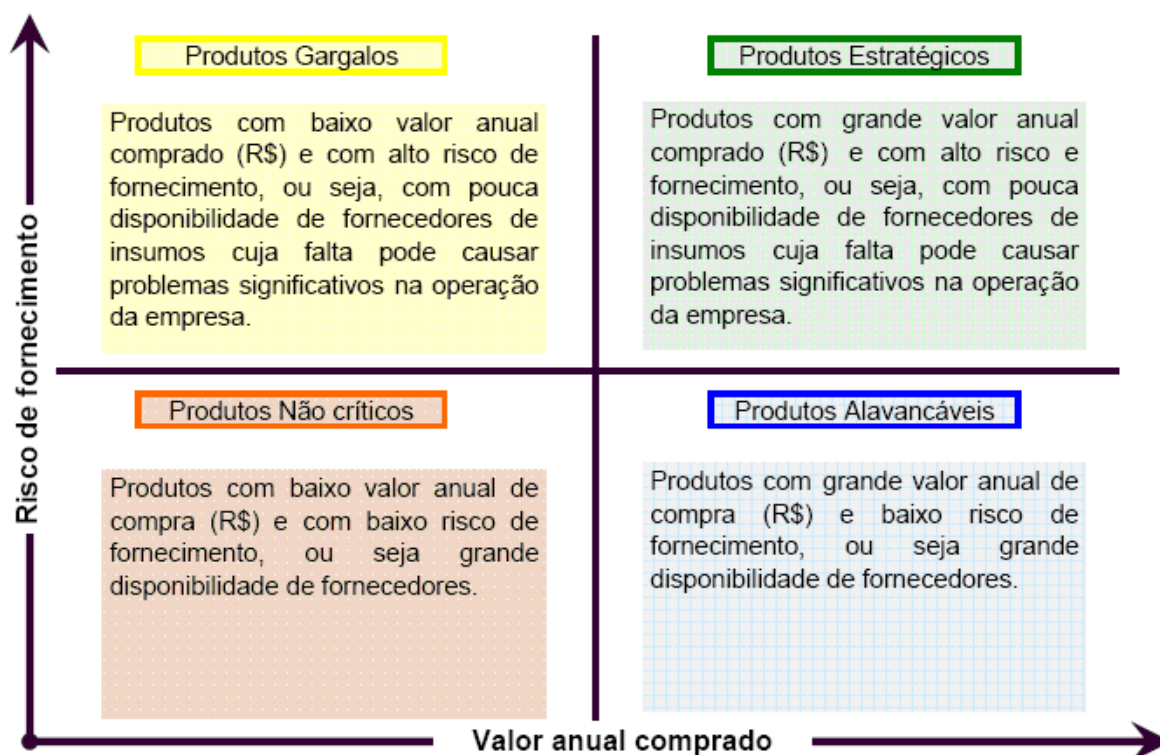 Produtos Gargalos
Produtos com baixo valor anual
comprado (R$) e com alto risco de
fornecimento, ou seja, com pouca
disponibilidade de fornecedores de
insumos cuja falta pode causar
problemas significativos na operação
da empresa.
Produtos Estratégicos
Produtos com grande valor anual
comprado (R$) e com alto risco e
fornecimento, ou seja, com pouca
disponibilidade de fornecedores de
insumos cuja falta pode causar
problemas significativos na operação
da empresa.
Produtos Não críticos
Produtos com baixo valor anual de
compra (R$) e com baixo risco de
fornecimento, ou seja grande
disponibilidade de fornecedores.
Produtos Alavancáveis
Produtos com grande valor anual de
compra (R$) e baixo risco de
fornecimento, ou seja grande
disponibilidade de fornecedores.
Risco de fornecimento
Valor anual comprado